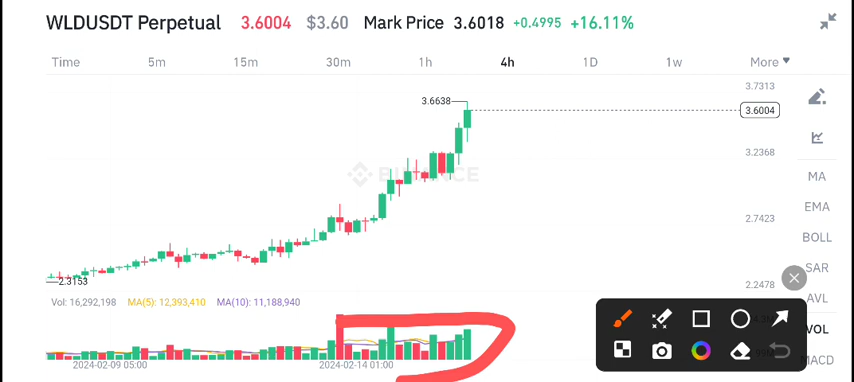 WLDUSDT Perpetual 3.6004 $3.60 Mark Price 3.6018 +0.4995 +16.11%
Time 5m 15m 30m 1h 4h 1D 1w More
3.7313
3.6638
3.6004
3.2368
BINANCE
MA
EMA
2.7423
BOLL
2.2478
SAR
2.3153
Vol: 16,292,198 MA(5): 12,393,410 MA(10): 11,188,940
AVL
VOL
MACD
2024-02-09 05:00 2024-02-14 01:00